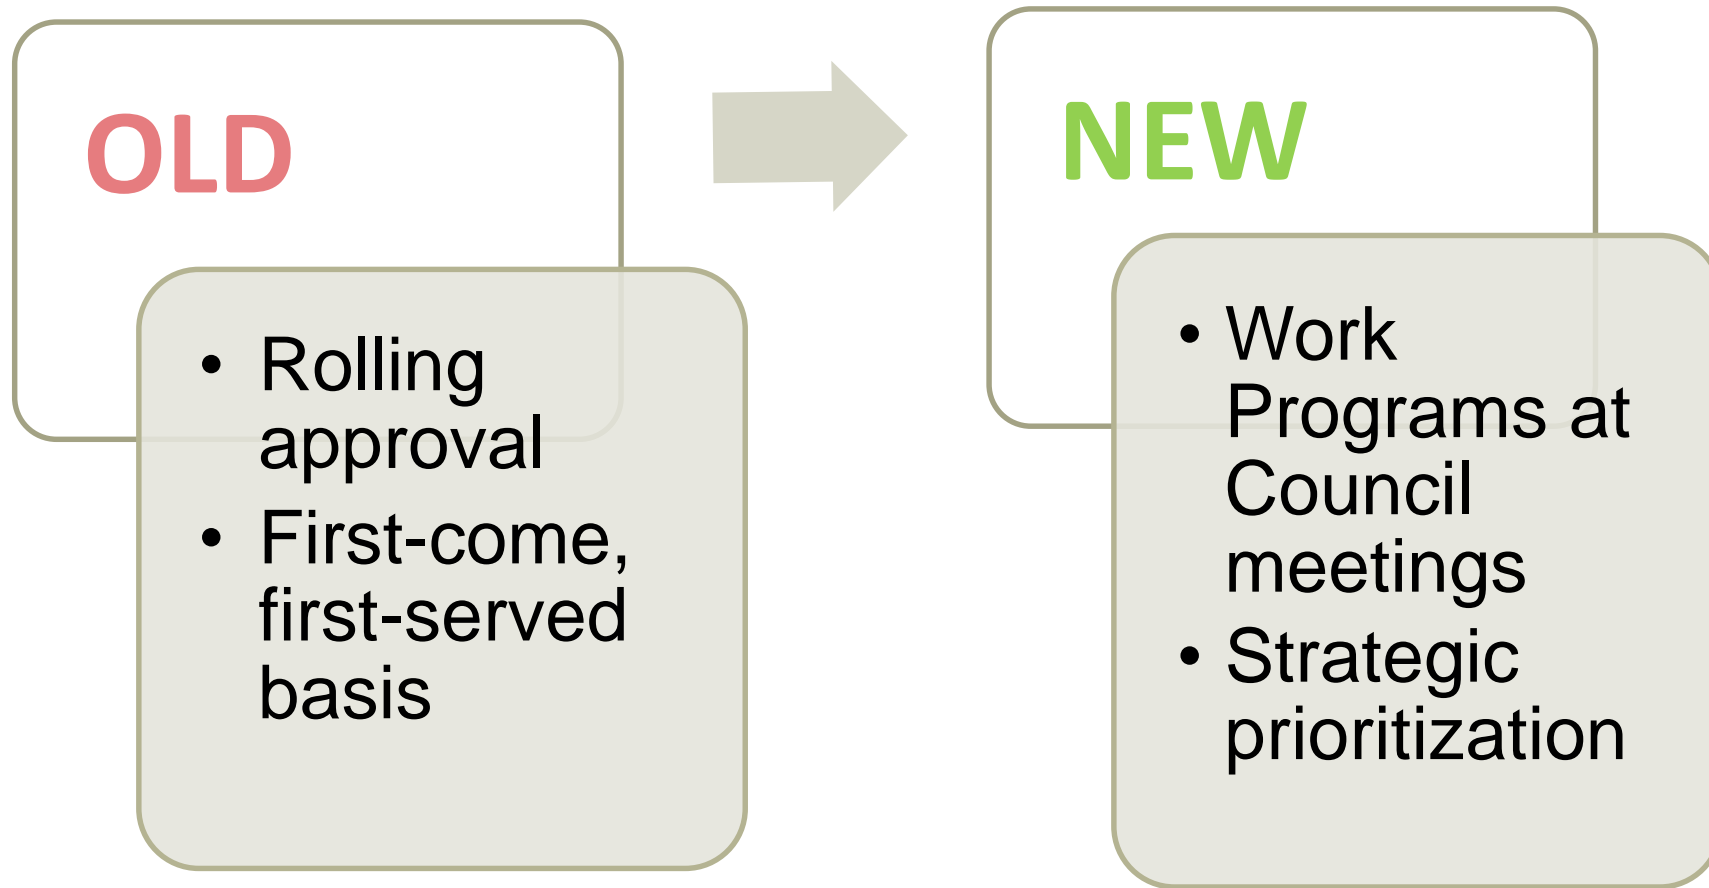 OLD
• Rolling
approval
• First-come,
first-served
basis
NEW
• Work
Programs at
Council
meetings
• Strategic
prioritization